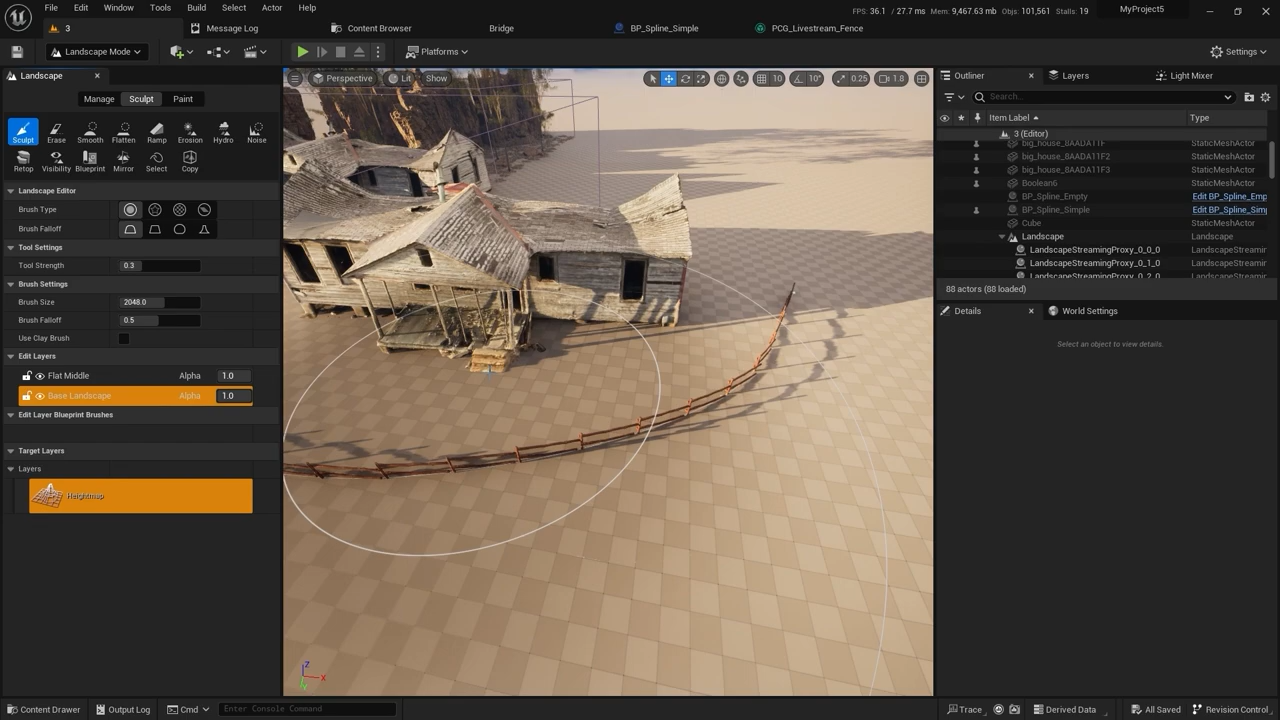 File Edit Window Tools Build Select Actor Help
FPS: 36.1 / 27.7 ms Mem: 9,467.63 mb Objs: 101,561 Stalls: 19
MyProject5
3
Message Log
Content Browser
Bridge
BP_Spline_Simple
PCG_Livestream_Fence
Landscape Mode
Platforms
Settings
Landscape
Perspective
Lit
Show
10
10°
0.25
1.8
Outliner
Layers
Light Mixer
Manage
Sculpt
Paint
Search...
Item Label
Type
Sculpt Erase Smooth Flatten Ramp Erosion Hydro Noise
Retop Visibility Blueprint Mirror Select Copy
3 (Editor)
big_house_8AADA11F StaticMeshActor
big_house_8AADA11F2 StaticMeshActor
big_house_8AADA11F3 StaticMeshActor
Boolean6 StaticMeshActor
BP_Spline_Empty Edit BP_Spline_Emp
BP_Spline_Simple Edit BP_Spline_Simp
Cube StaticMeshActor
Landscape Landscape
LandscapeStreamingProxy_0_0_0 LandscapeStreamin
LandscapeStreamingProxy_0_1_0 LandscapeStreamin
LandscapeStreamingProxy_0_2_0 LandscapeStreamin
88 actors (88 loaded)
Details
World Settings
Select an object to view details.
Landscape Editor
Brush Type
Brush Falloff
Tool Settings
Tool Strength 0.3
Brush Settings
Brush Size 2048.0
Brush Falloff 0.5
Use Clay Brush
Edit Layers
Flat Middle Alpha 1.0
Base Landscape Alpha 1.0
Edit Layer Blueprint Brushes
Target Layers
Layers
Heightmap
Z
X
Y
Content Drawer
Output Log
Cmd
Enter Console Command
Trace
Derived Data
All Saved
Revision Control